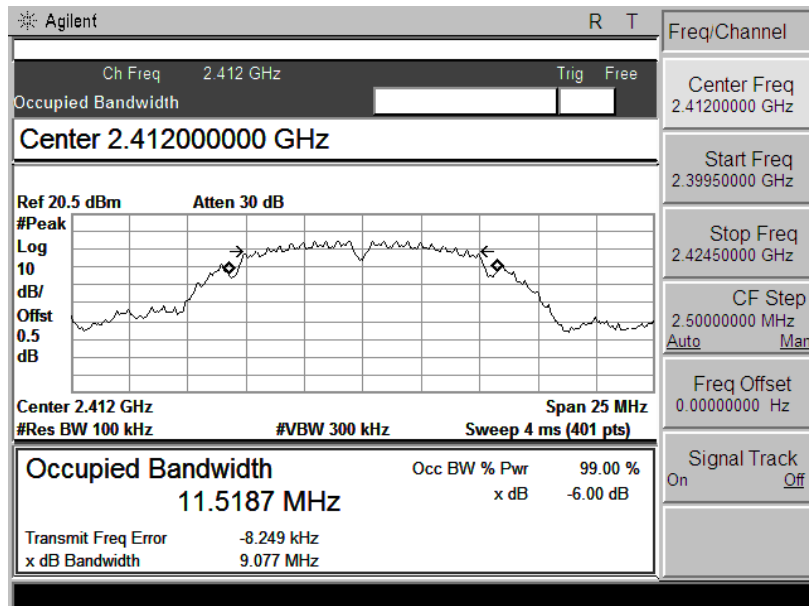 Agilent R T
Ch Freq 2.412 GHz Trig Free
Occupied Bandwidth
Center 2.412000000 GHz
Ref 20.5 dBm Atten 30 dB
#Peak
Log
10
dB/
Offst
0.5
dB
Center 2.412 GHz Span 25 MHz
#Res BW 100 kHz #VBW 300 kHz Sweep 4 ms (401 pts)
Occupied Bandwidth Occ BW % Pwr 99.00 %
11.5187 MHz x dB -6.00 dB
Transmit Freq Error -8.249 kHz
x dB Bandwidth 9.077 MHz
Freq/Channel
Center Freq
2.41200000 GHz
Start Freq
2.39950000 GHz
Stop Freq
2.42450000 GHz
CF Step
2.50000000 MHz
Auto Man
Freq Offset
0.00000000 Hz
Signal Track
On Off